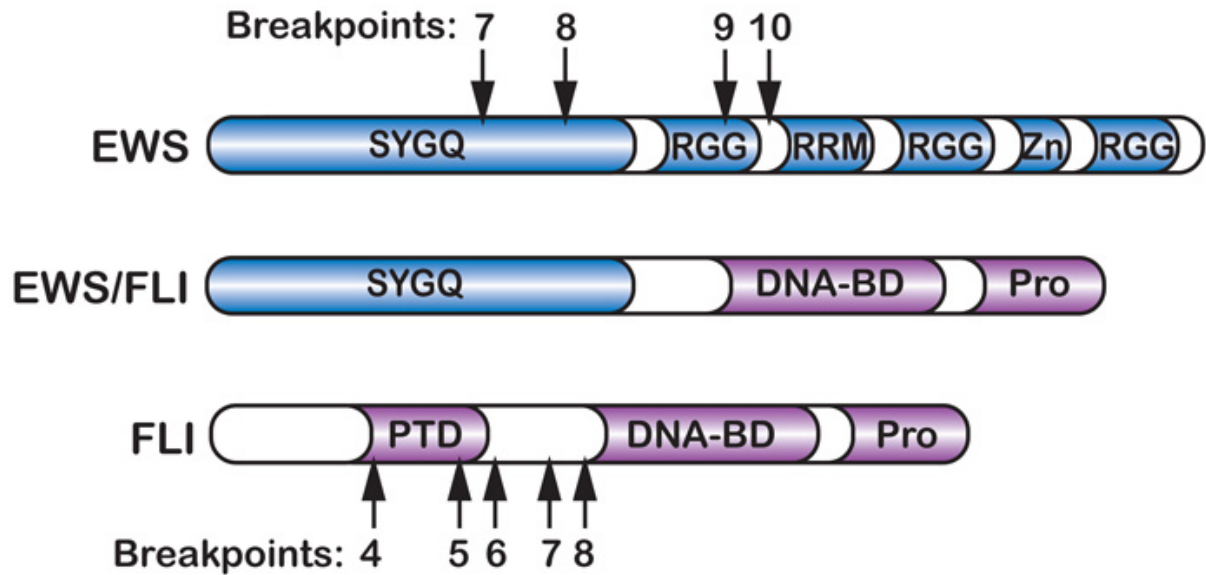 Breakpoints: 7 8 9 10
EWS SYGQ RGG RRM RGG Zn RGG
EWS/FLI SYGQ DNA-BD Pro
FLI PTD DNA-BD Pro
Breakpoints: 4 5 6 7 8